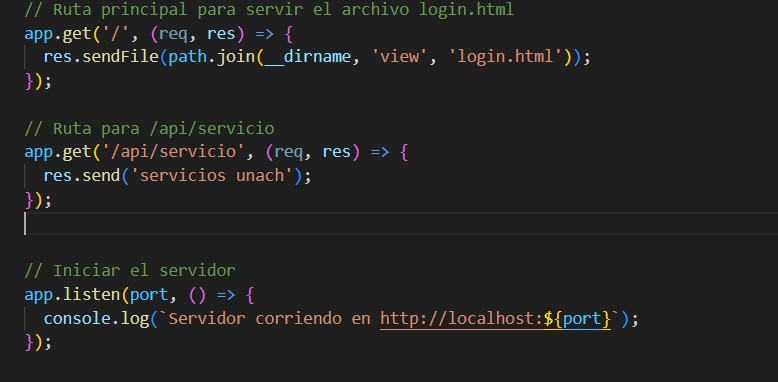 // Ruta principal para servir el archivo login.html
app.get('/', (req, res) => {
  res.sendFile(path.join(__dirname, 'view', 'login.html'));
});

// Ruta para /api/servicio
app.get('/api/servicio', (req, res) => {
  res.send('servicios unach');
});

// Iniciar el servidor
app.listen(port, () => {
  console.log(`Servidor corriendo en http://localhost:${port}`);
});